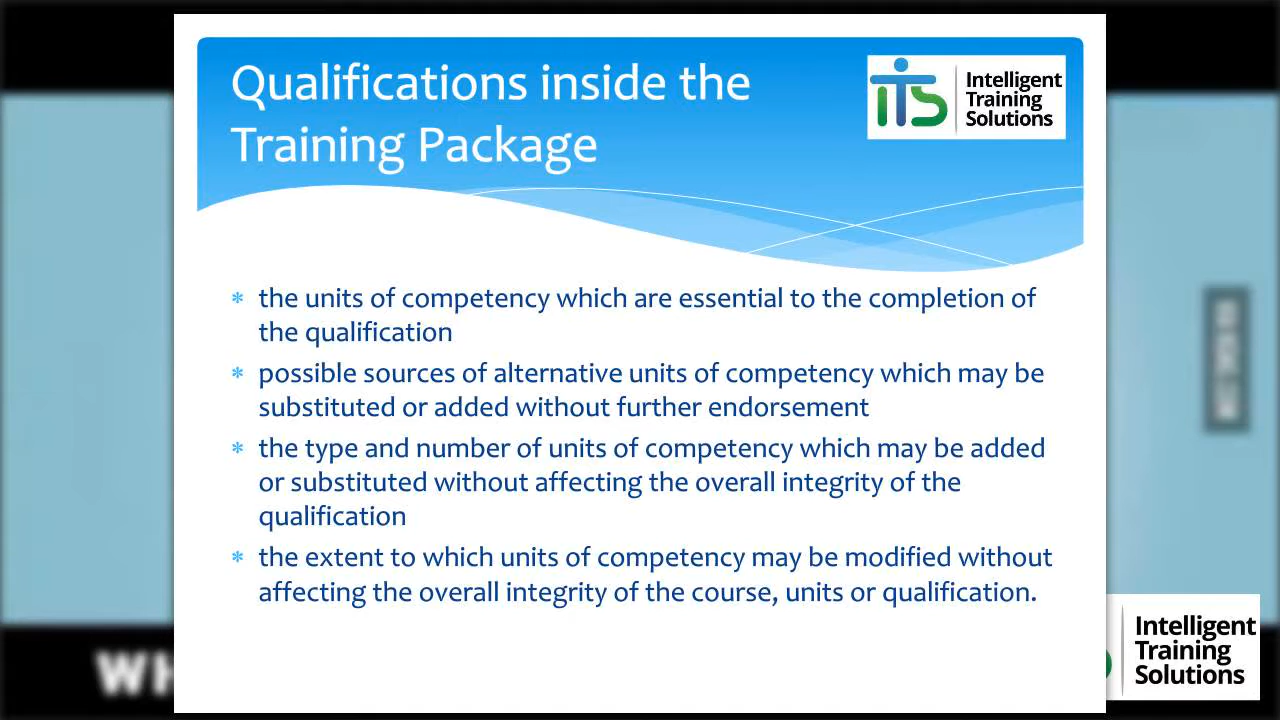 Qualifications inside the
Training Package
iTS
Intelligent
Training
Solutions
* the units of competency which are essential to the completion of
the qualification
* possible sources of alternative units of competency which may be
substituted or added without further endorsement
* the type and number of units of competency which may be added
or substituted without affecting the overall integrity of the
qualification
* the extent to which units of competency may be modified without
affecting the overall integrity of the course, units or qualification.
Intelligent
Training
Solutions
WH